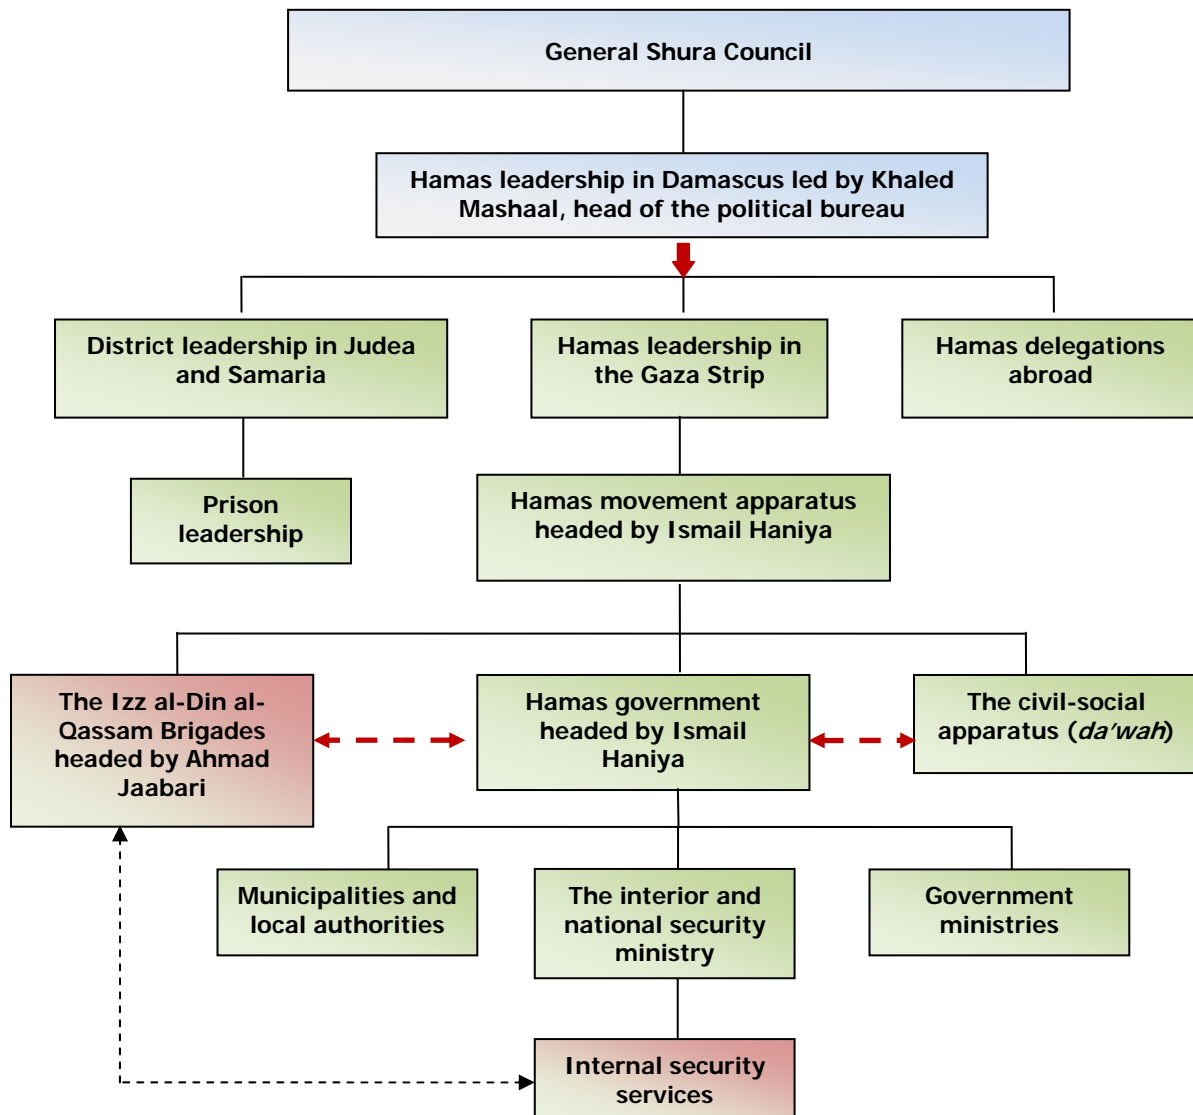 General Shura Council
Hamas leadership in Damascus led by Khaled
Mashaal, head of the political bureau
District leadership in Judea
and Samaria
Hamas leadership in
the Gaza Strip
Hamas delegations
abroad
Prison
leadership
Hamas movement apparatus
headed by Ismail Haniya
The Izz al-Din al-
Qassam Brigades
headed by Ahmad
Jaabari
Hamas government
headed by Ismail
Haniya
The civil-social
apparatus (da’wah)
Municipalities and
local authorities
The interior and
national security
ministry
Government
ministries
Internal security
services